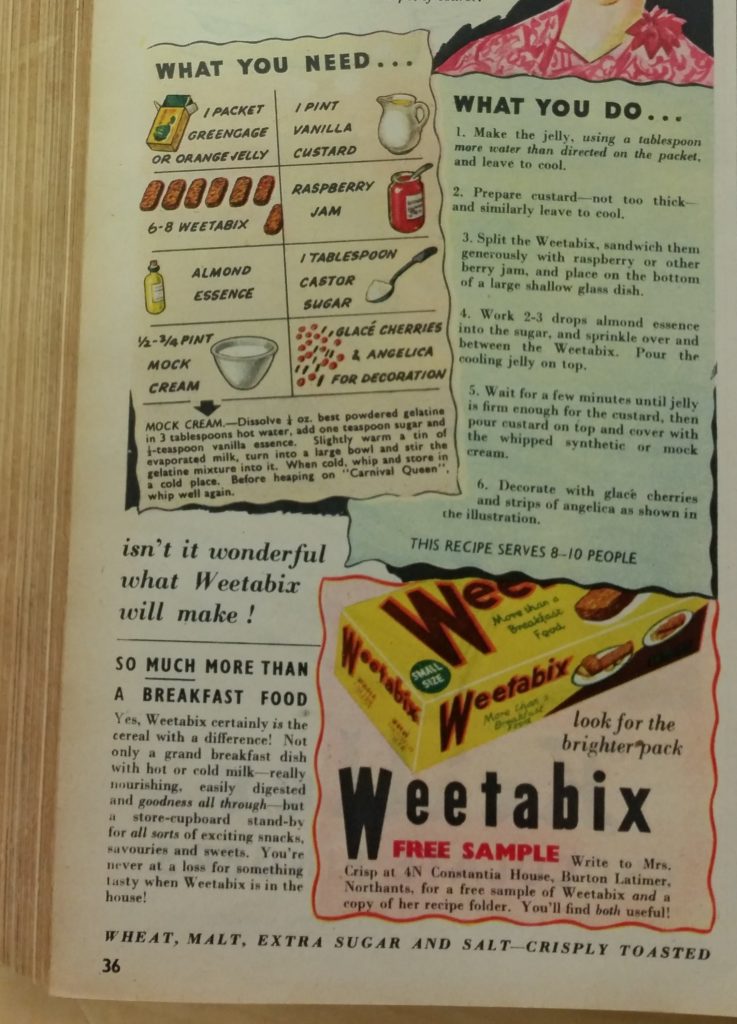 WHAT YOU NEED...
1 PACKET
GREENGAGE
OR ORANGE JELLY
1 PINT
VANILLA
CUSTARD
6-8 WEETABIX
RASPBERRY
JAM
ALMOND
ESSENCE
1 TABLESPOON
CASTOR
SUGAR
½-¾ PINT
MOCK
CREAM
GLACÉ CHERRIES
& ANGELICA
FOR DECORATION
MOCK CREAM.—Dissolve ¼ oz. best powdered gelatine
in 3 tablespoons hot water, add one teaspoon sugar and
¼-teaspoon vanilla essence. Slightly warm a tin of
evaporated milk, turn into a large bowl and stir the
gelatine mixture into it. When cold, whip and store in
a cold place. Before heaping on "Carnival Queen",
whip well again.
WHAT YOU DO...
1. Make the jelly, using a tablespoon
more water than directed on the packet,
and leave to cool.
2. Prepare custard—not too thick—
and similarly leave to cool.
3. Split the Weetabix, sandwich them
generously with raspberry or other
berry jam, and place on the bottom
of a large shallow glass dish.
4. Work 2-3 drops almond essence
into the sugar, and sprinkle over and
between the Weetabix. Pour the
cooling jelly on top.
5. Wait for a few minutes until jelly
is firm enough for the custard, then
pour custard on top and cover with
the whipped synthetic or mock
cream.
6. Decorate with glacé cherries
and strips of angelica as shown in
the illustration.
THIS RECIPE SERVES 8-10 PEOPLE
isn't it wonderful
what Weetabix
will make !
SO MUCH MORE THAN
A BREAKFAST FOOD
Yes, Weetabix certainly is the
cereal with a difference! Not
only a grand breakfast dish
with hot or cold milk—really
nourishing, easily digested
and goodness all through—but
a store-cupboard stand-by
for all sorts of exciting snacks,
savouries and sweets. You're
never at a loss for something
tasty when Weetabix is in the
house!
Wee
More than a
Breakfast
Food
Weetabix
SMALL
SIZE
Weetabix
More than a
Breakfast Food
look for the
brighter pack
Weetabix
FREE SAMPLE Write to Mrs.
Crisp at 4N Constantia House, Burton Latimer,
Northants, for a free sample of Weetabix and a
copy of her recipe folder. You'll find both useful!
WHEAT, MALT, EXTRA SUGAR AND SALT—CRISPLY TOASTED
36